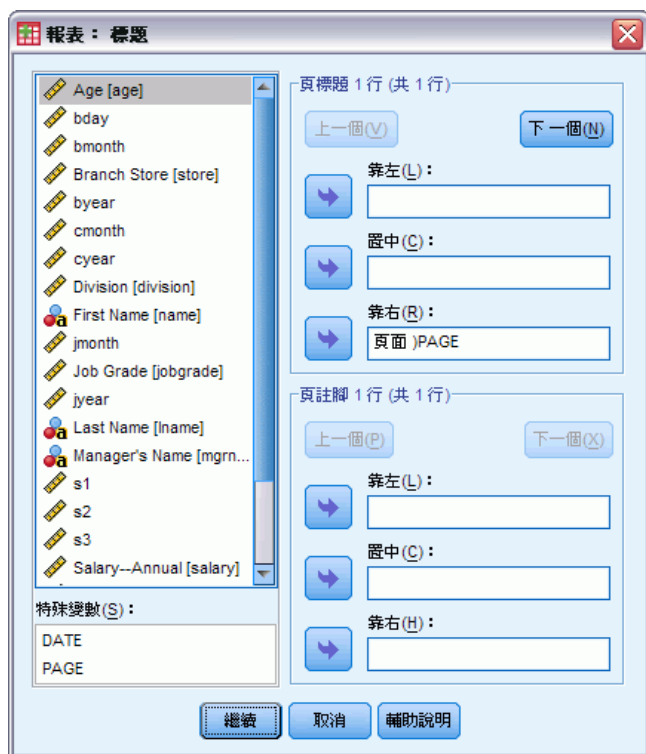 報表： 標題
Age [age]
bday
bmonth
Branch Store [store]
byear
cmonth
cyear
Division [division]
First Name [name]
jmonth
Job Grade [jobgrade]
jyear
Last Name [lname]
Manager's Name [mgrn...
s1
s2
s3
Salary--Annual [salary]
特殊變數(S)：
DATE
PAGE
頁標題 1 行 (共 1 行)
上一個(V)
下一個(N)
靠左(L)：
置中(C)：
靠右(R)：
頁面 )PAGE
頁註腳 1 行 (共 1 行)
上一個(P)
下一個(X)
靠左(L)：
置中(C)：
靠右(H)：
繼續
取消
輔助說明